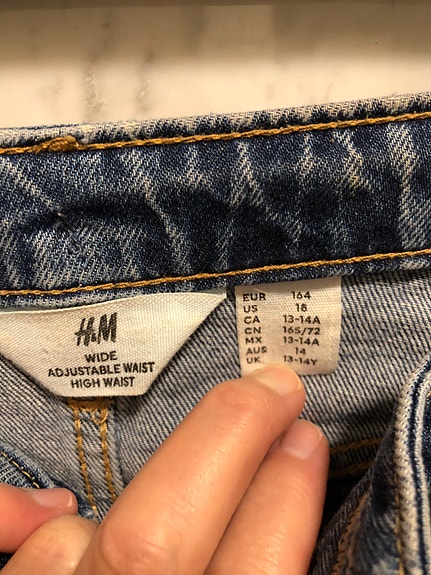 H&M
WIDE
ADJUSTABLE WAIST
HIGH WAIST
EUR 164
US 18
CA 13-14A
CN 165/72
MX 13-14A
AUS 14
UK 13-14Y